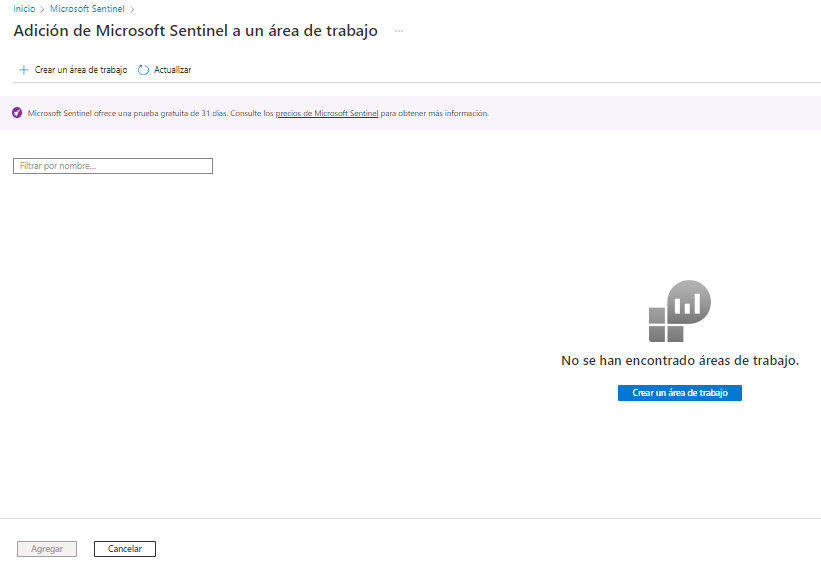 Inicio > Microsoft Sentinel >
Adición de Microsoft Sentinel a un área de trabajo ...
+ Crear un área de trabajo Actualizar
Microsoft Sentinel ofrece una prueba gratuita de 31 días. Consulte los precios de Microsoft Sentinel para obtener más información.
Filtrar por nombre...
No se han encontrado áreas de trabajo.
Crear un área de trabajo
Agregar Cancelar